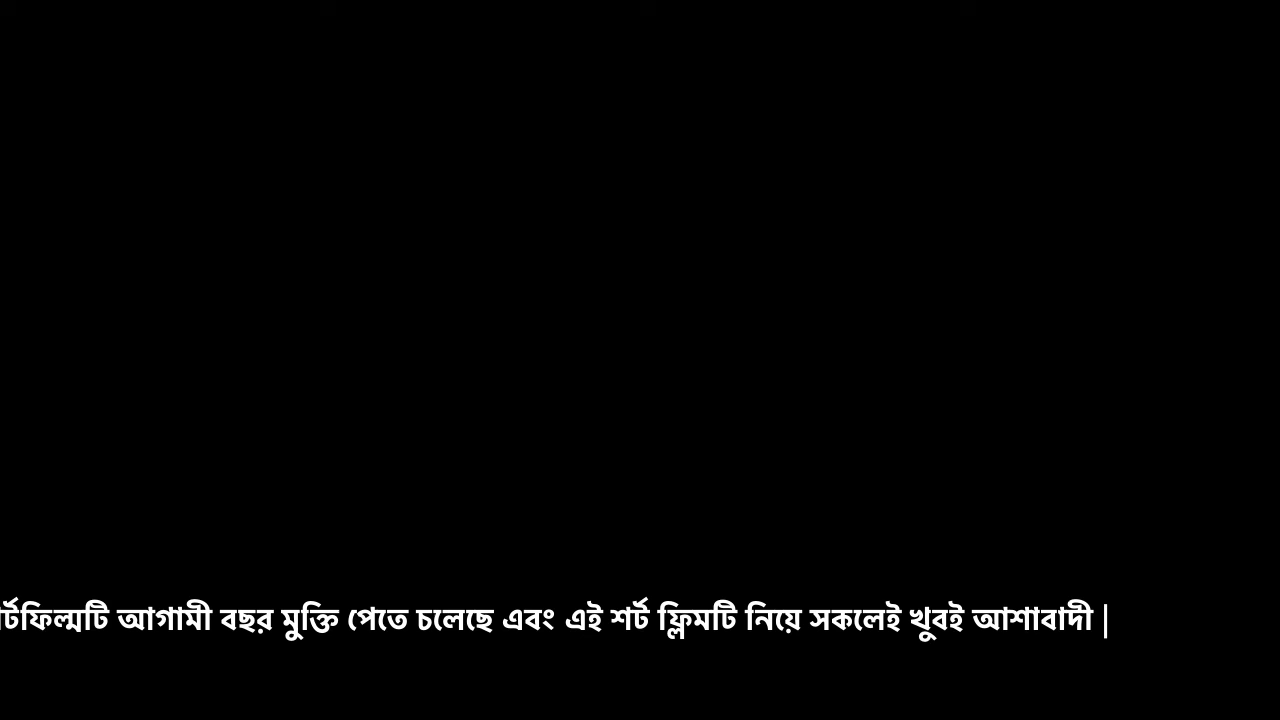 র্টফিল্মটি আগামী বছর মুক্তি পেতে চলেছে এবং এই শর্ট ফ্লিমটি নিয়ে সকলেই খুবই আশাবাদী |